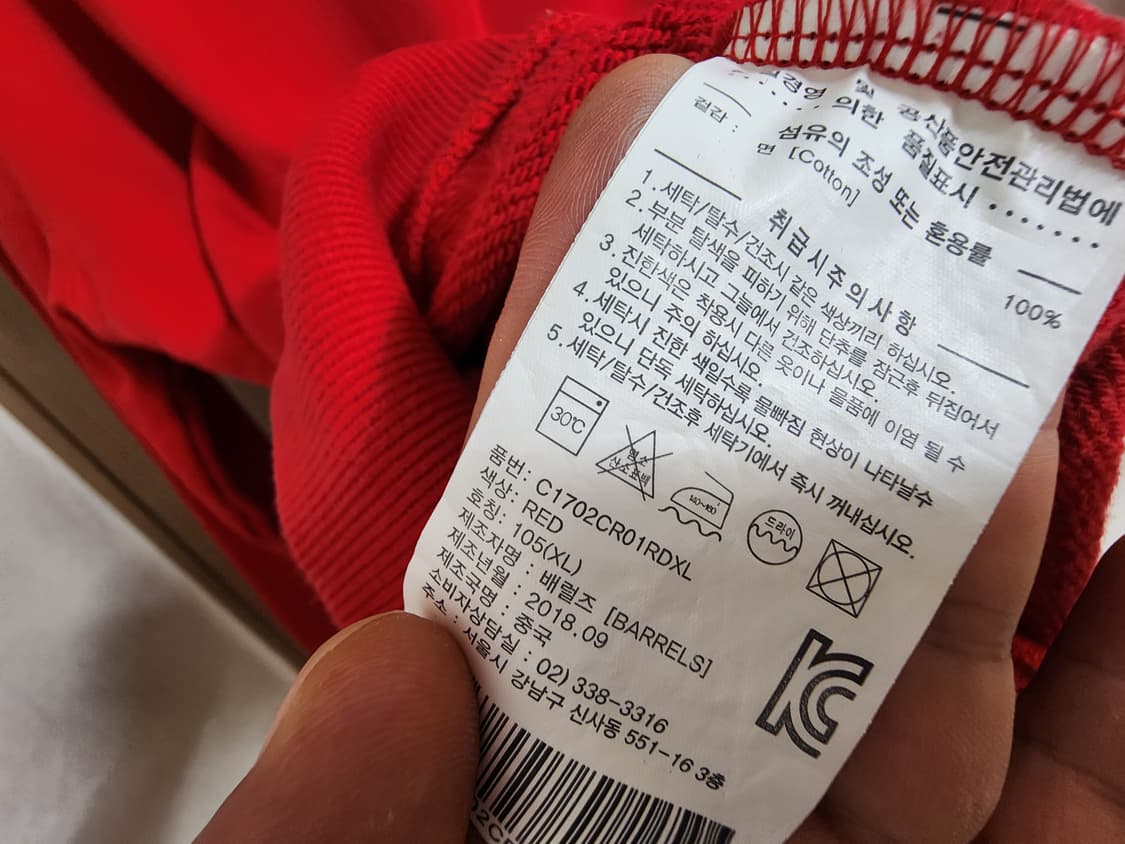 의한 품질표시
안전관리법에
섬유의 조성 또는 혼용률
겉감 :
면 [Cotton] 100%
취급시주의사항
1. 세탁/탈수/건조시 같은 색상끼리 하십시오.
2. 부분 탈색을 피하기 위해 단추를 잠근후 뒤집어서
세탁하시고 그늘에서 건조하십시오.
3. 진한색은 착용시 다른 옷이나 물품에 이염 될 수
있으니 주의 하십시오.
4. 세탁시 진한 색일수록 물빠짐 현상이 나타날수
있으니 단독 세탁하십시오.
5. 세탁/탈수/건조후 세탁기에서 즉시 꺼내십시오.
30℃
드라이
품번: C1702CR01RDXL
색상: RED
호칭: 105(XL)
제조자명 : 배럴즈 [BARRELS]
제조년월 : 2018.09
제조국명 : 중국
소비자상담실 : 02) 338-3316
주소 : 서울시 강남구 신사동 551-16 3층
KC